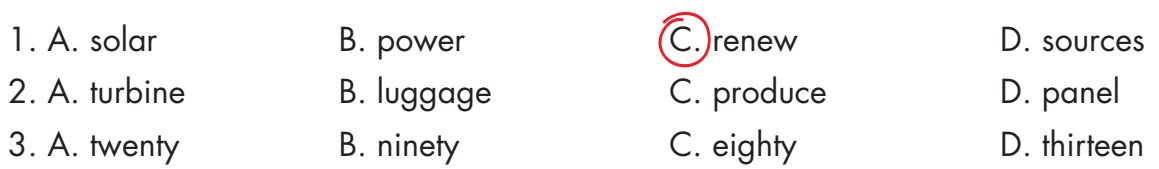 1. A. solar B. power C. renew D. sources
2. A. turbine B. luggage C. produce D. panel
3. A. twenty B. ninety C. eighty D. thirteen